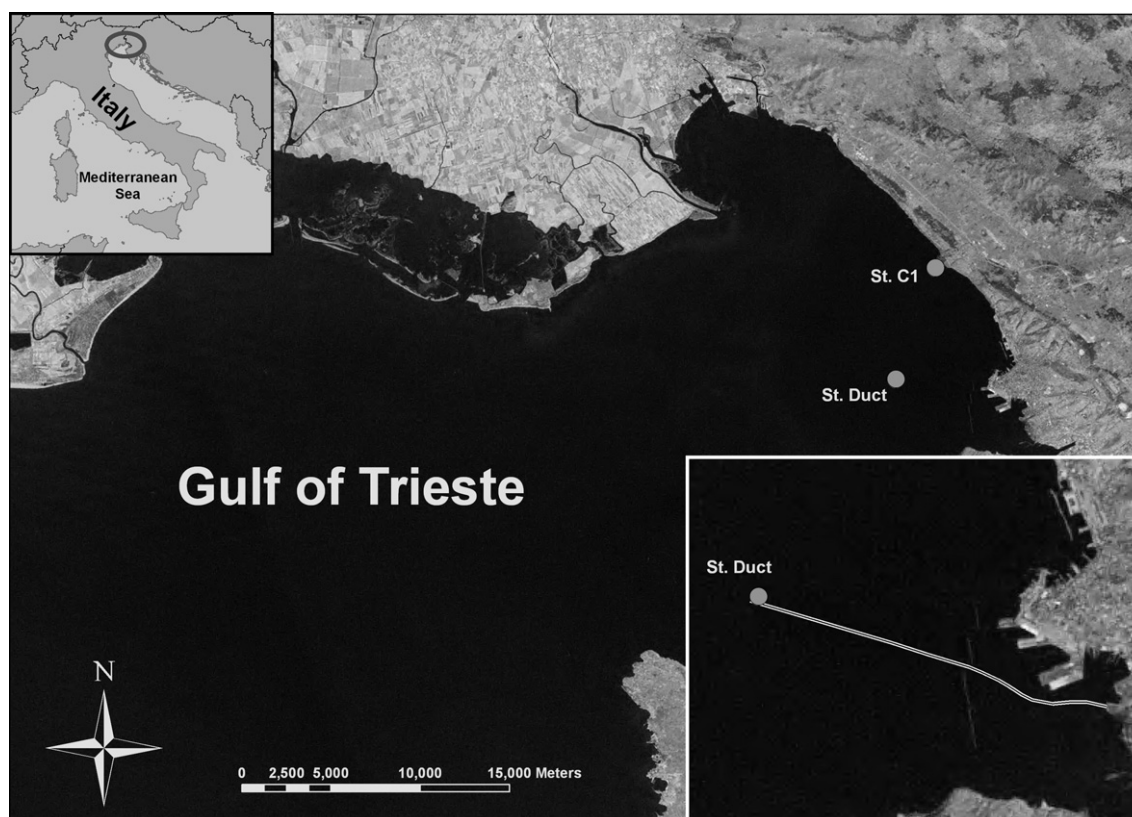 Italy
Mediterranean
Sea
St. C1
St. Duct
Gulf of Trieste
St. Duct
N
0 2,500 5,000 10,000 15,000 Meters